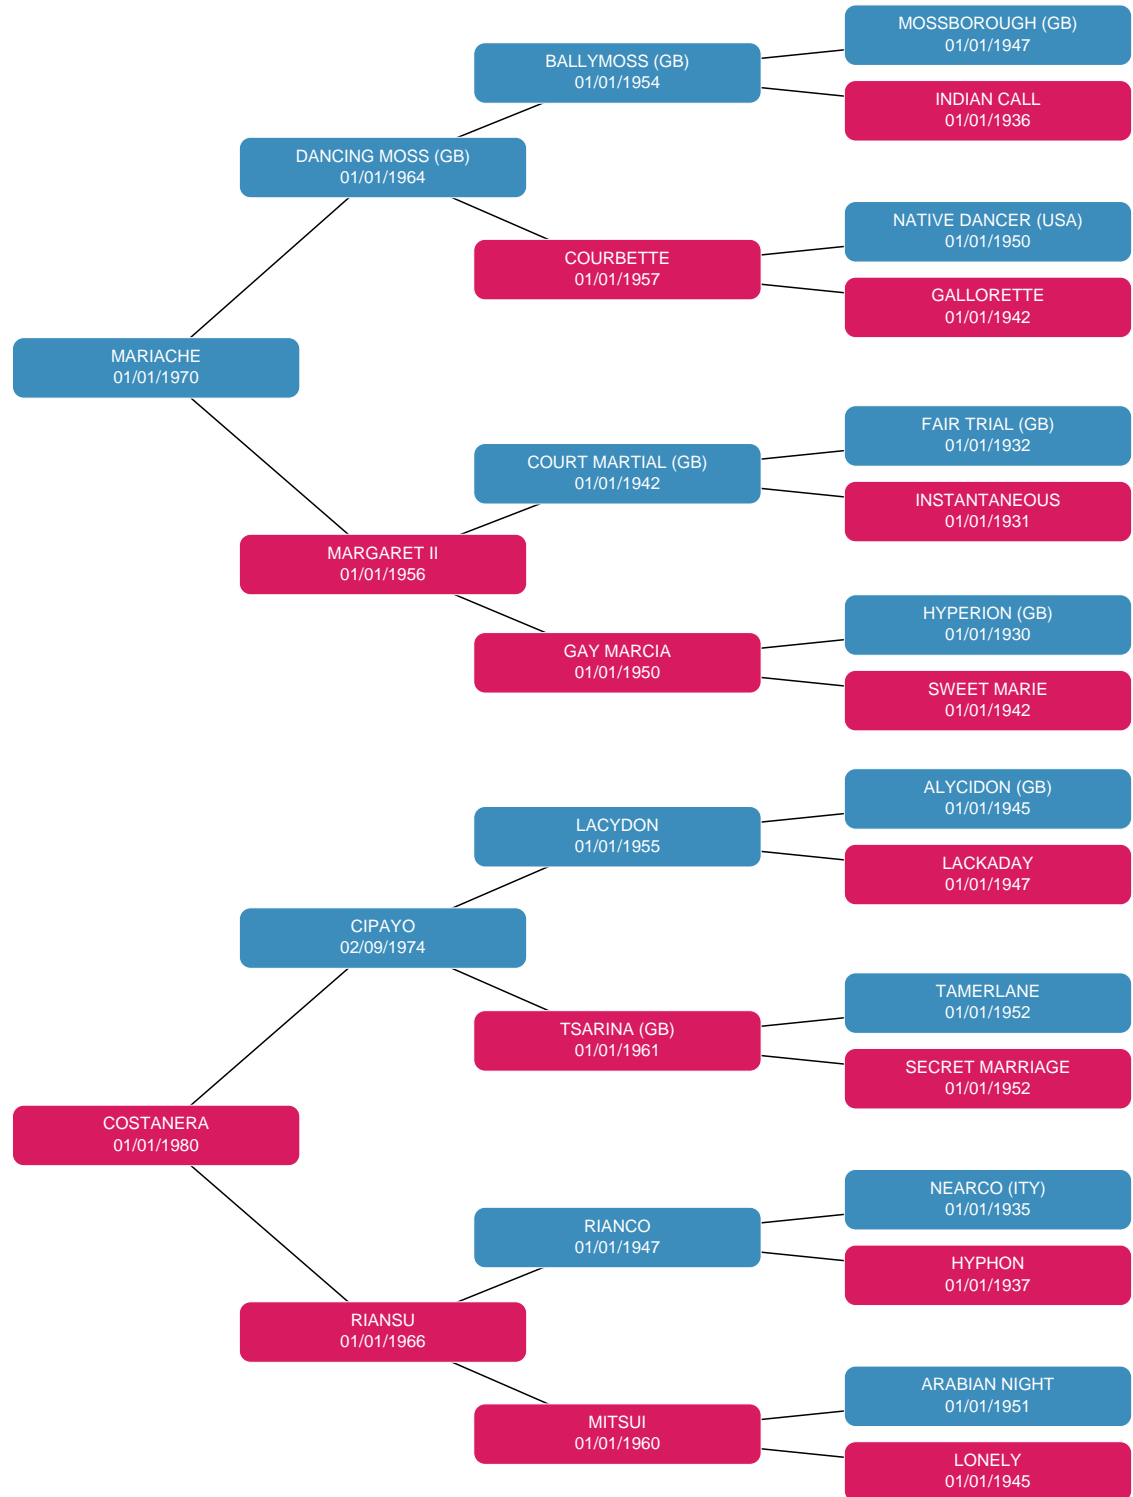 MOSSBOROUGH (GB)
01/01/1947
BALLYMOSS (GB)
01/01/1954
INDIAN CALL
01/01/1936
DANCING MOSS (GB)
01/01/1964
NATIVE DANCER (USA)
01/01/1950
COURBETTE
01/01/1957
GALLORETTE
01/01/1942
MARIACHE
01/01/1970
FAIR TRIAL (GB)
01/01/1932
COURT MARTIAL (GB)
01/01/1942
INSTANTANEOUS
01/01/1931
MARGARET II
01/01/1956
HYPERION (GB)
01/01/1930
GAY MARCIA
01/01/1950
SWEET MARIE
01/01/1942
ALYCIDON (GB)
01/01/1945
LACYDON
01/01/1955
LACKADAY
01/01/1947
CIPAYO
02/09/1974
TAMERLANE
01/01/1952
TSARINA (GB)
01/01/1961
SECRET MARRIAGE
01/01/1952
COSTANERA
01/01/1980
NEARCO (ITY)
01/01/1935
RIANCO
01/01/1947
HYPHON
01/01/1937
RIANSU
01/01/1966
ARABIAN NIGHT
01/01/1951
MITSUI
01/01/1960
LONELY
01/01/1945